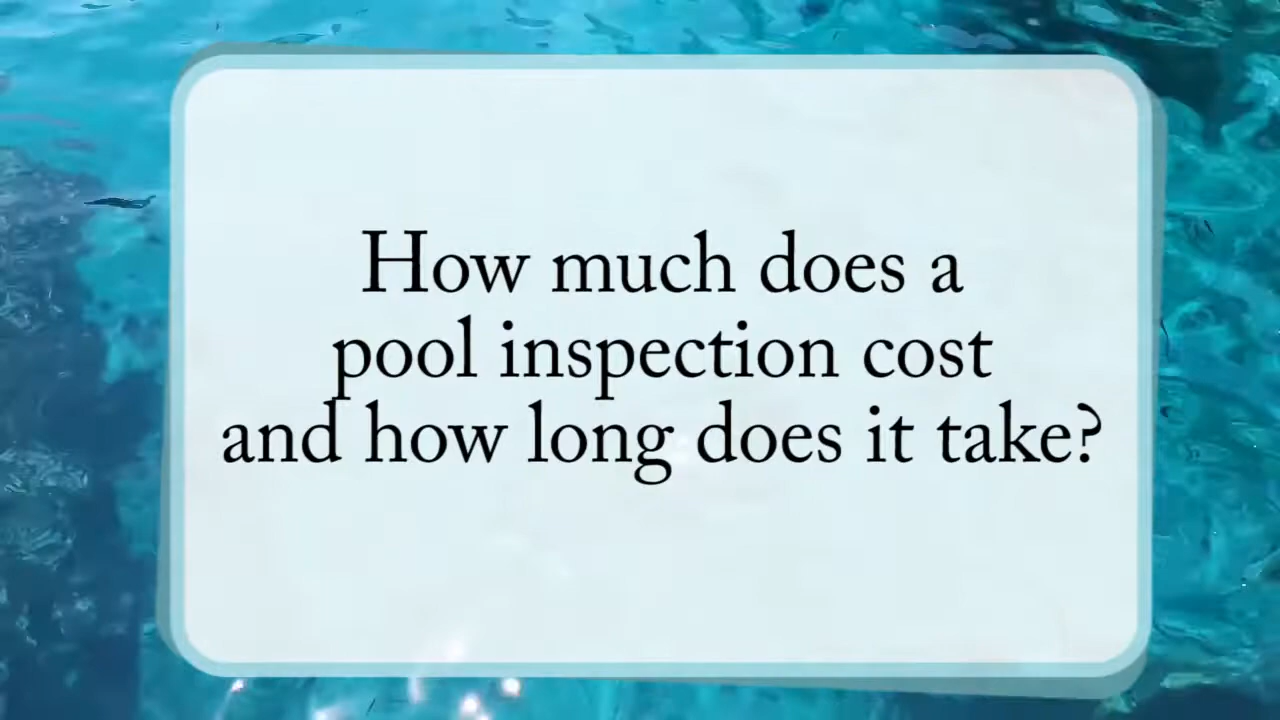 How much does a
pool inspection cost
and how long does it take?